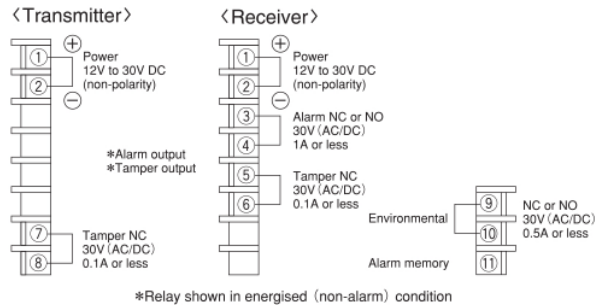 〈Transmitter〉
①
②
⊕
Power
12V to 30V DC
(non-polarity)
⊖
*Alarm output
*Tamper output
⑦
⑧
Tamper NC
30V (AC/DC)
0.1A or less
〈Receiver〉
①
②
⊕
Power
12V to 30V DC
(non-polarity)
⊖
③
④
Alarm NC or NO
30V (AC/DC)
1A or less
⑤
⑥
Tamper NC
30V (AC/DC)
0.1A or less
Environmental
⑨
⑩
NC or NO
30V (AC/DC)
0.5A or less
Alarm memory
⑪
*Relay shown in energised (non-alarm) condition